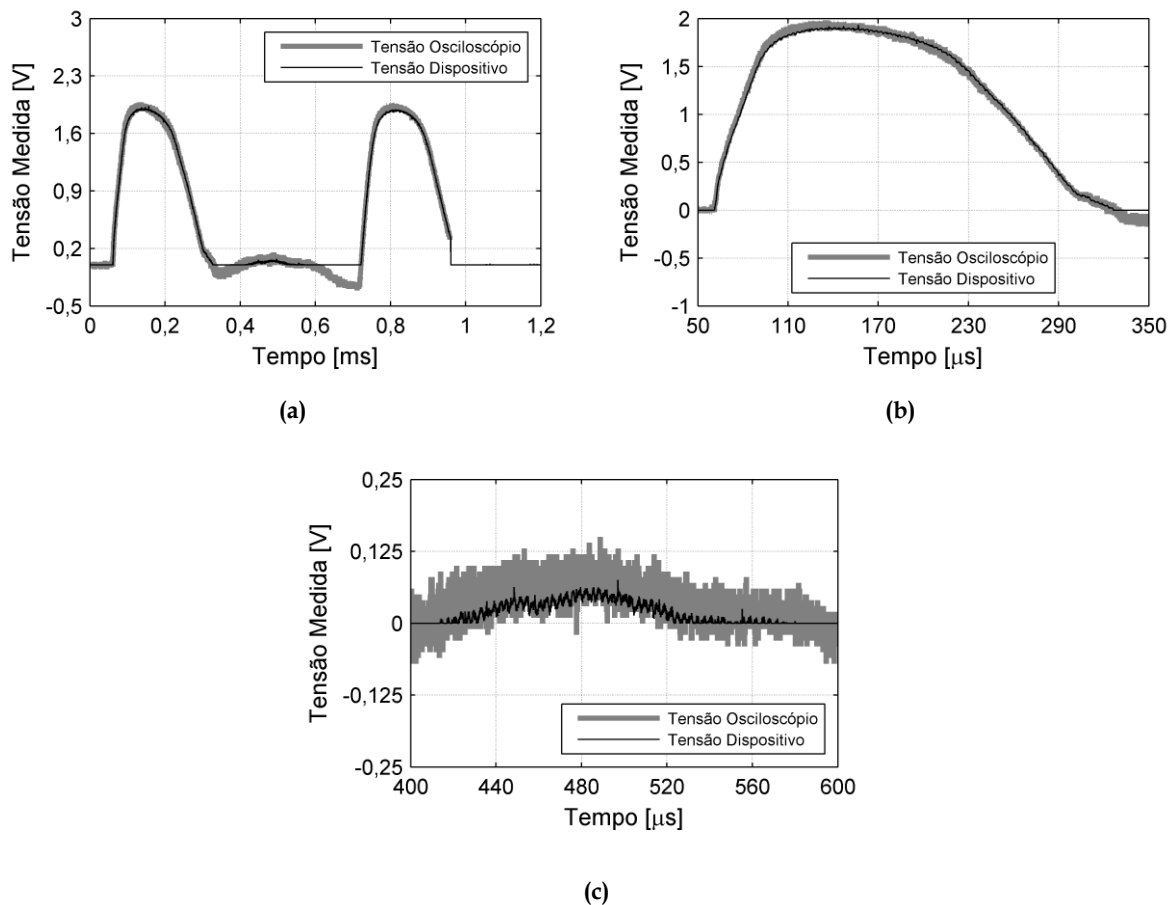 3
2,3
1,6
0,9
0,2
-0,5
Tensão Medida [V]
Tensão Osciloscópio
Tensão Dispositivo
0 0,2 0,4 0,6 0,8 1 1,2
Tempo [ms]
(a)
2
1,5
1
0,5
0
-0,5
-1
Tensão Medida [V]
Tensão Osciloscópio
Tensão Dispositivo
50 110 170 230 290 350
Tempo [μs]
(b)
0,25
0,125
0
-0,125
-0,25
Tensão Medida [V]
Tensão Osciloscópio
Tensão Dispositivo
400 440 480 520 560 600
Tempo [μs]
(c)